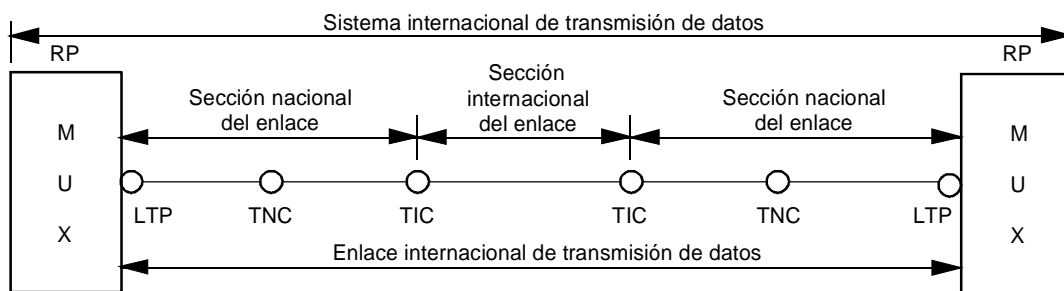 Sistema internacional de transmisión de datos
RP
RP
Sección nacional
del enlace
Sección
internacional
del enlace
Sección nacional
del enlace
M
U
X
M
U
X
LTP
TNC
TIC
TIC
TNC
LTP
Enlace internacional de transmisión de datos